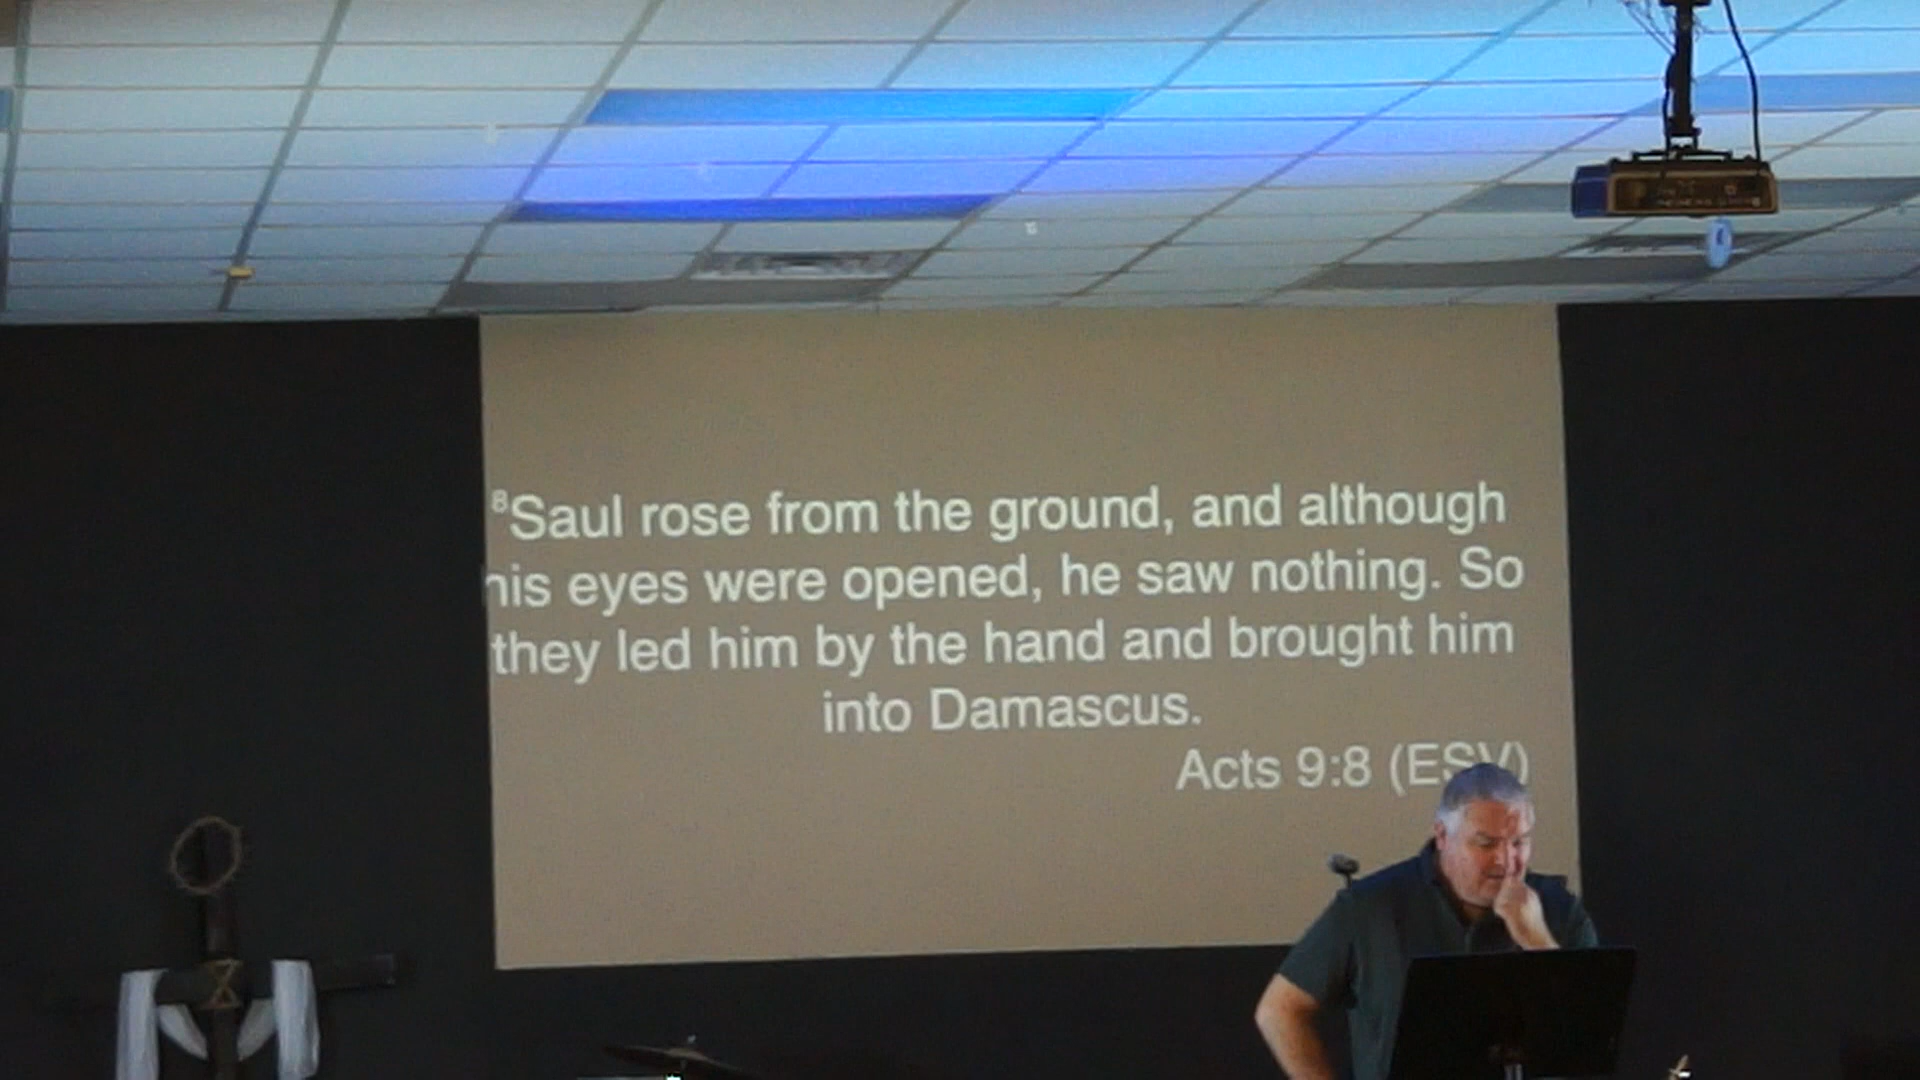 ⁸Saul rose from the ground, and although
his eyes were opened, he saw nothing. So
they led him by the hand and brought him
into Damascus.
Acts 9:8 (ESV)